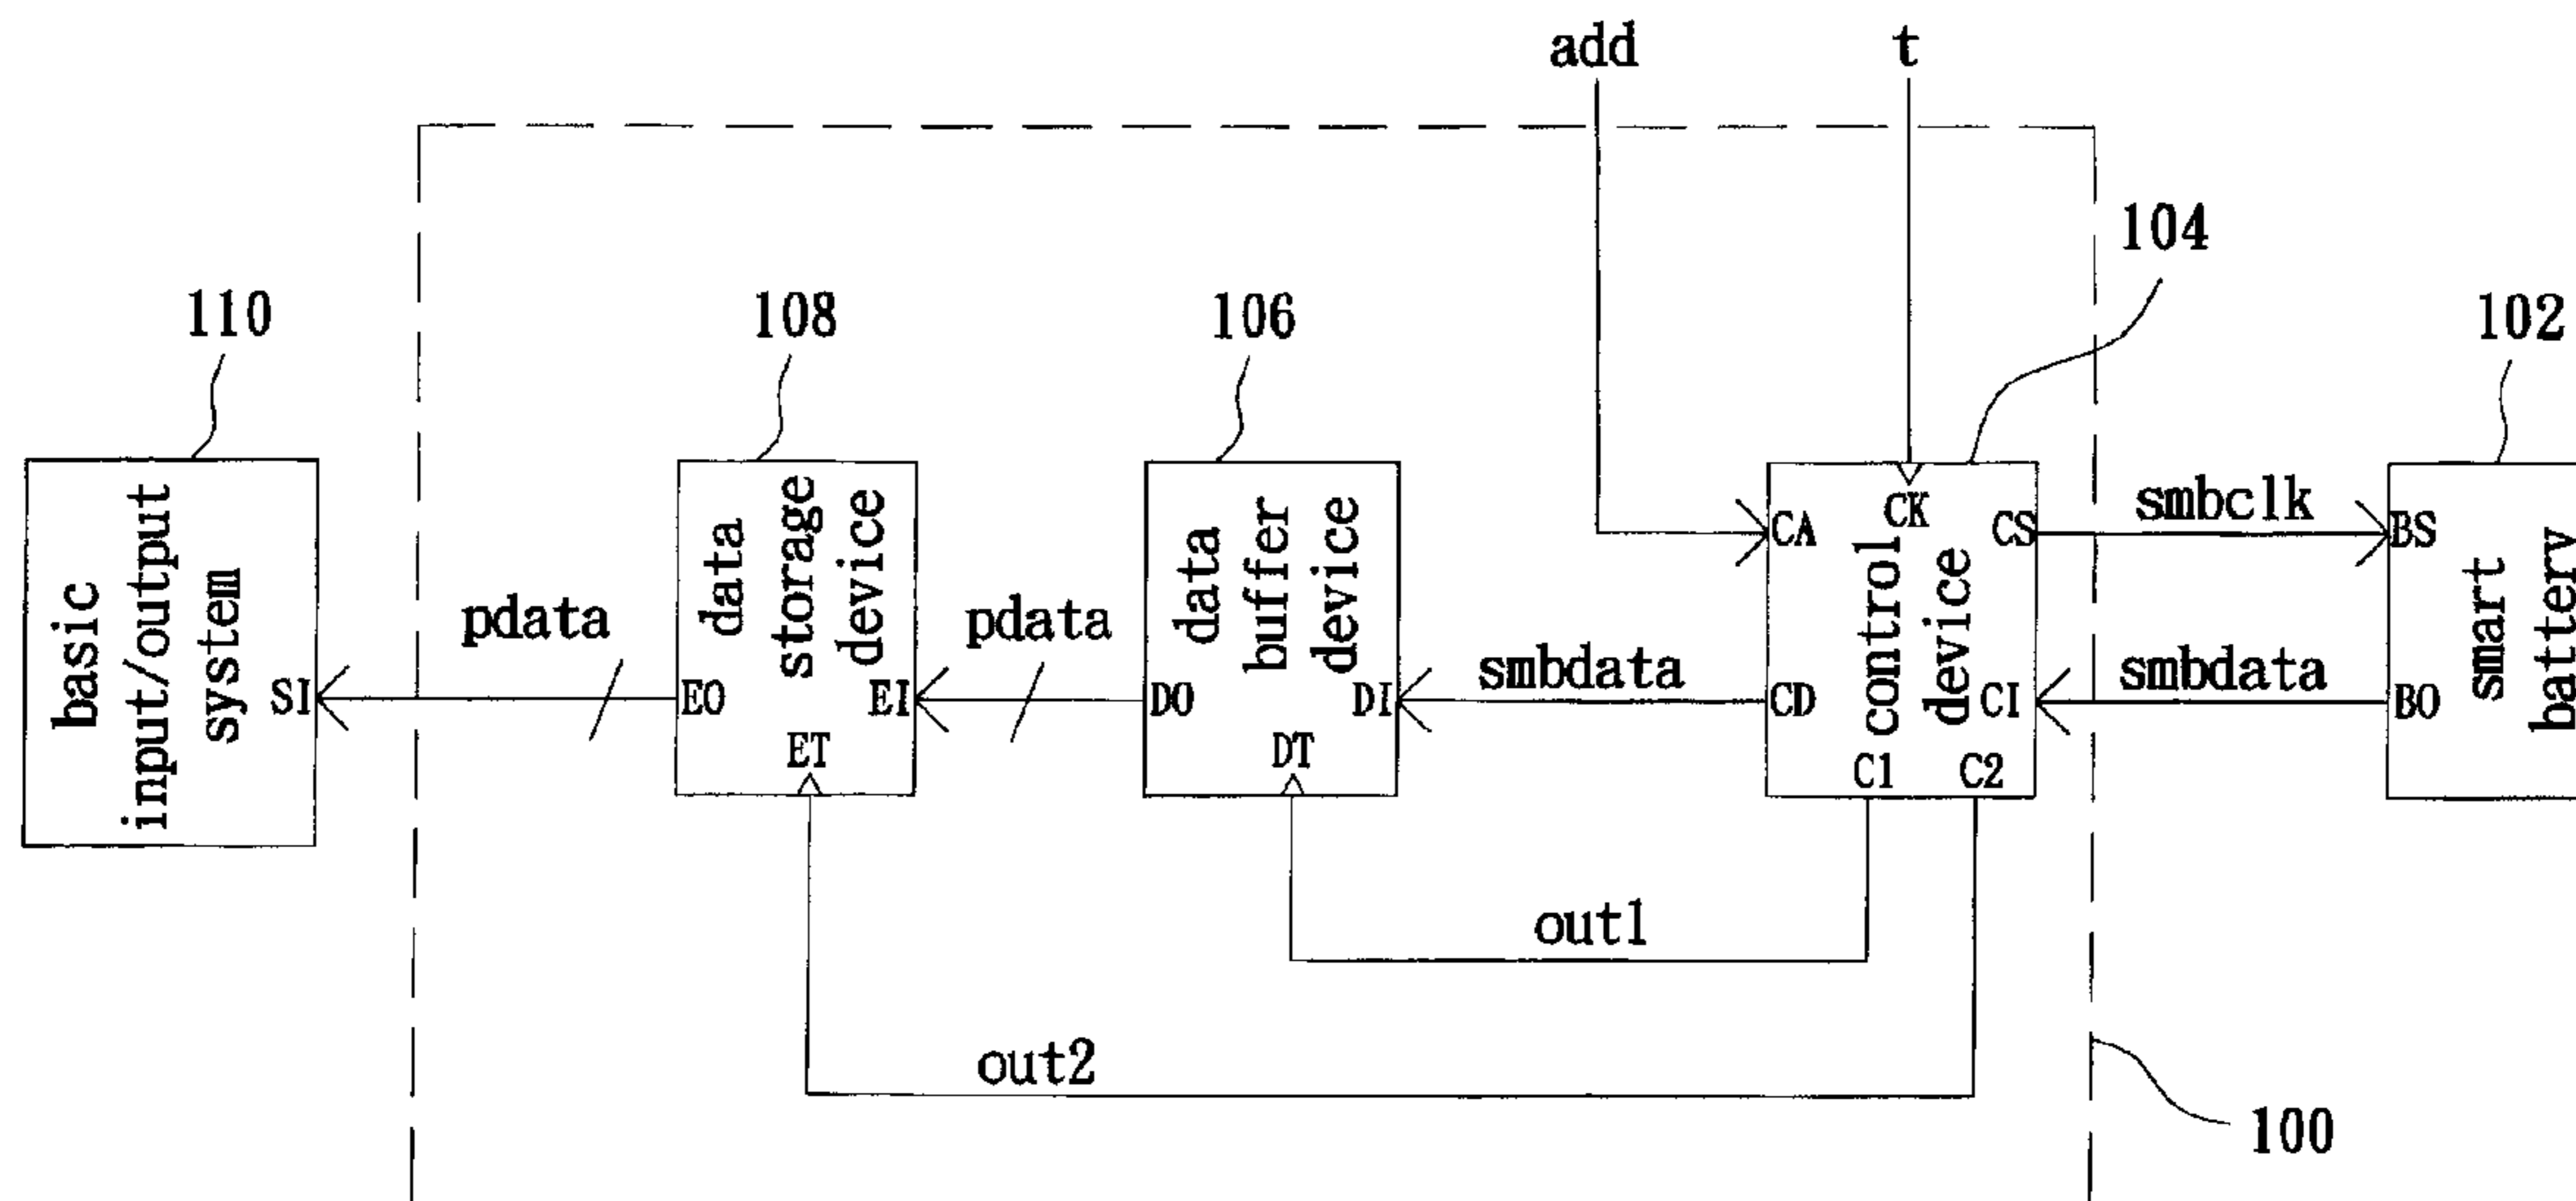 add
t
104
110
108
106
102
basic
input/output
system
SI
pdata
data
storage
device
EO
EI
ET
pdata
data
buffer
device
DO
DI
DT
smbdata
CA
CK
CS
control
device
CD
CI
C1
C2
smbclk
smbdata
BS
BO
smart
battery
out1
out2
100